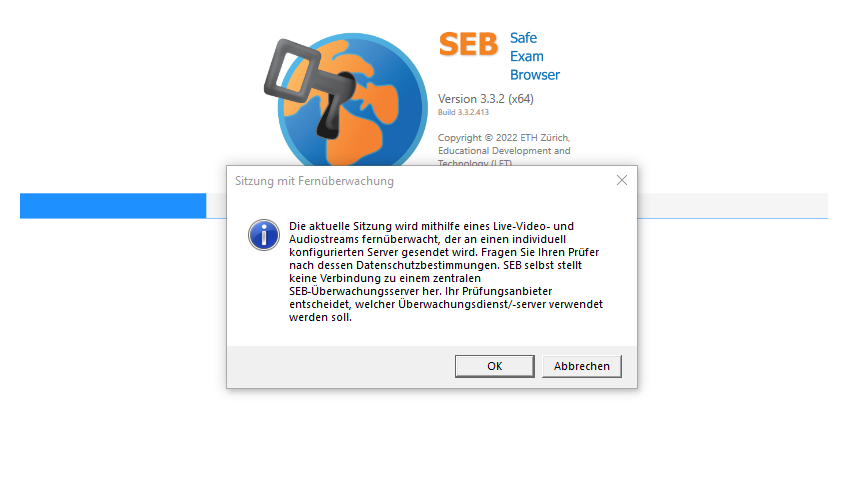 SEB
Safe
Exam
Browser
Version 3.3.2 (x64)
Build 3.3.2.413
Copyright © 2022 ETH Zürich,
Educational Development and
Technology (LET)
Sitzung mit Fernüberwachung
Die aktuelle Sitzung wird mithilfe eines Live-Video- und
Audiostreams fernüberwacht, der an einen individuell
konfigurierten Server gesendet wird. Fragen Sie Ihren Prüfer
nach dessen Datenschutzbestimmungen. SEB selbst stellt
keine Verbindung zu einem zentralen
SEB-Überwachungsserver her. Ihr Prüfungsanbieter
entscheidet, welcher Überwachungsdienst/-server verwendet
werden soll.
OK
Abbrechen